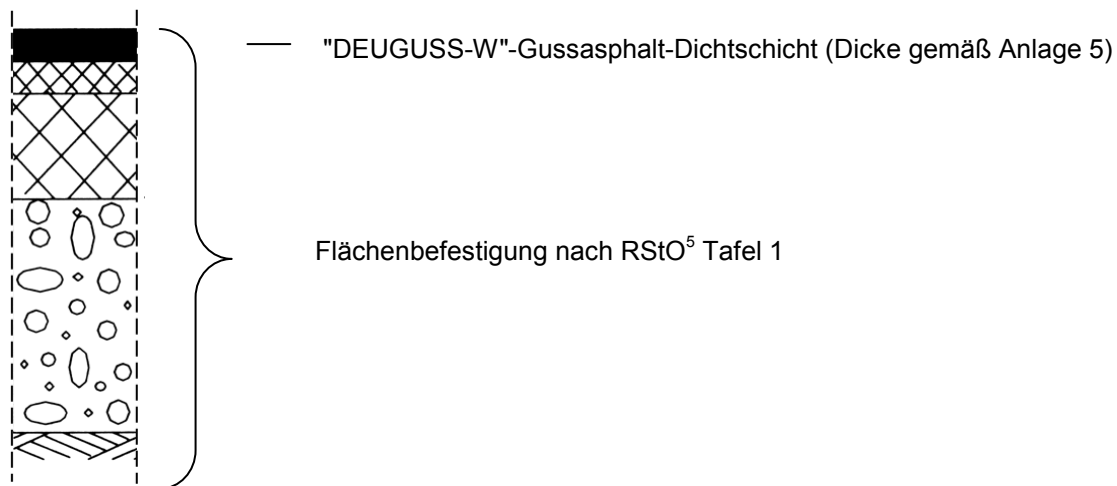 "DEUGUSS-W"-Gussasphalt-Dichtschicht (Dicke gemäß Anlage 5)
Flächenbefestigung nach RStO⁵ Tafel 1